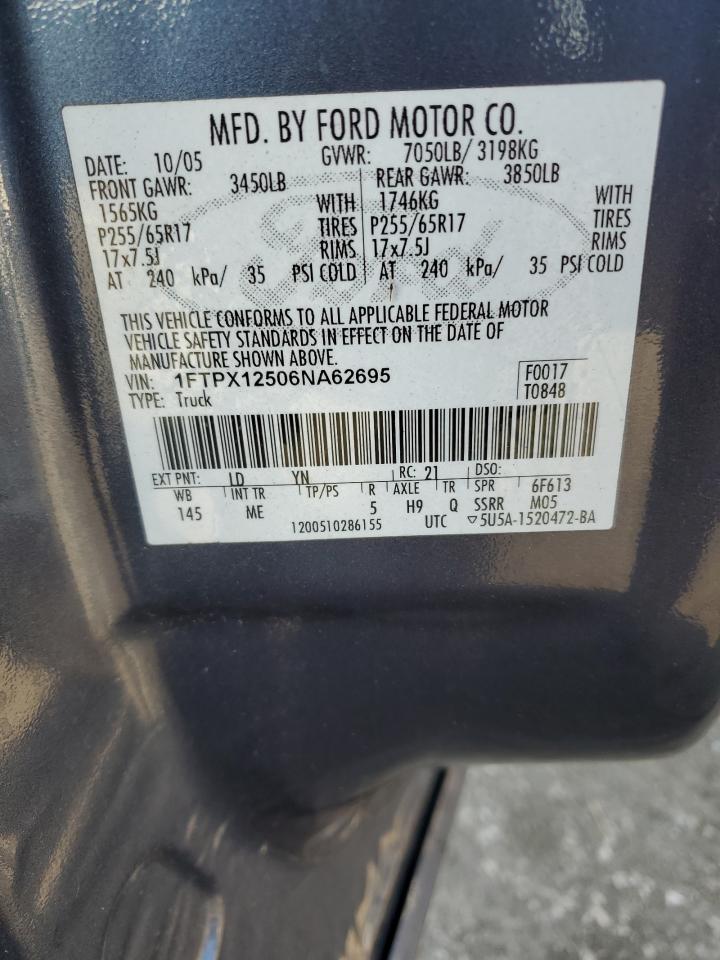 MFD. BY FORD MOTOR CO.
DATE: 10/05 GVWR: 7050LB/ 3198KG
FRONT GAWR: 3450LB REAR GAWR: 3850LB
1565KG WITH 1746KG WITH
P255/65R17 TIRES P255/65R17 TIRES
17x7.5J RIMS 17x7.5J RIMS
AT 240 kPa/ 35 PSI COLD AT 240 kPa/ 35 PSI COLD
THIS VEHICLE CONFORMS TO ALL APPLICABLE FEDERAL MOTOR
VEHICLE SAFETY STANDARDS IN EFFECT ON THE DATE OF
MANUFACTURE SHOWN ABOVE.
VIN: 1FTPX12506NA62695 F0017
TYPE: Truck T0848
EXT PNT: LD YN RC: 21 DSO:
WB INT TR TP/PS R AXLE TR SPR 6F613
145 ME 5 H9 Q SSRR M05
1200510286155 UTC ▽5U5A-1520472-BA
Ford